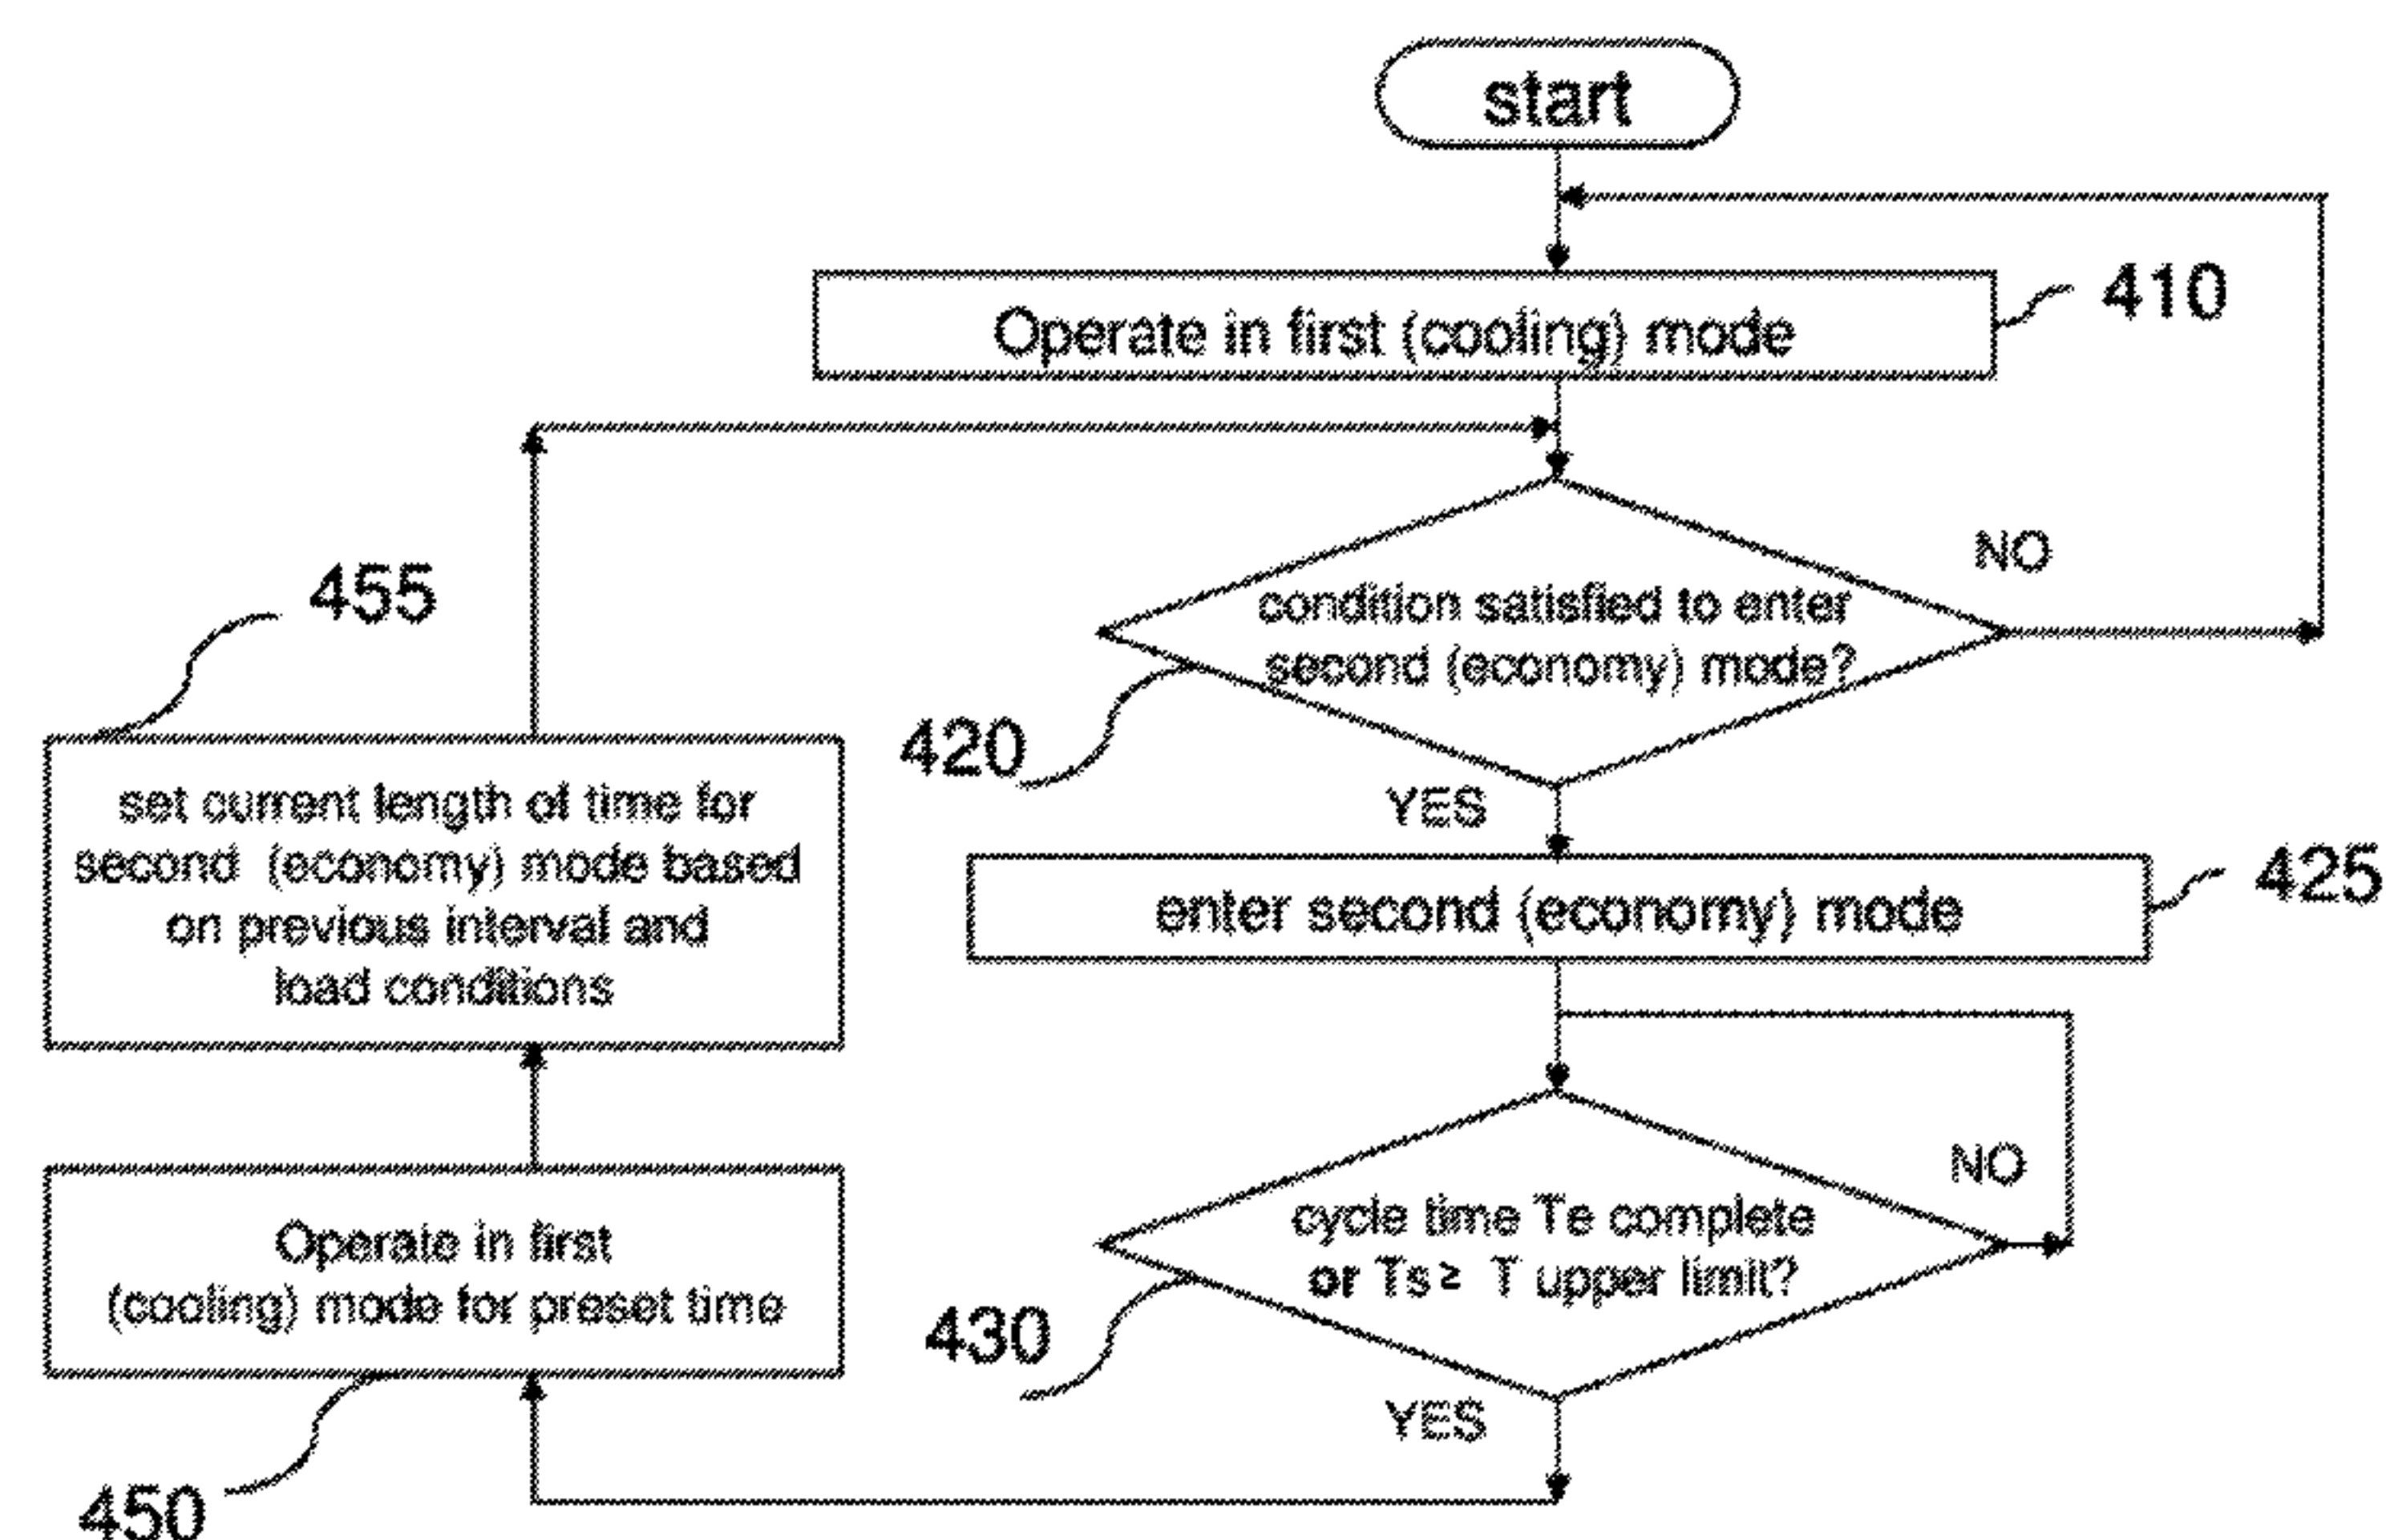 start
Operate in first (cooling) mode
410
condition satisfied to enter
second (economy) mode?
NO
420
YES
enter second (economy) mode
425
cycle time Te complete
or Ts ≥ T upper limit?
NO
430
YES
Operate in first
(cooling) mode for preset time
450
set current length of time for
second (economy) mode based
on previous interval and
load conditions
455